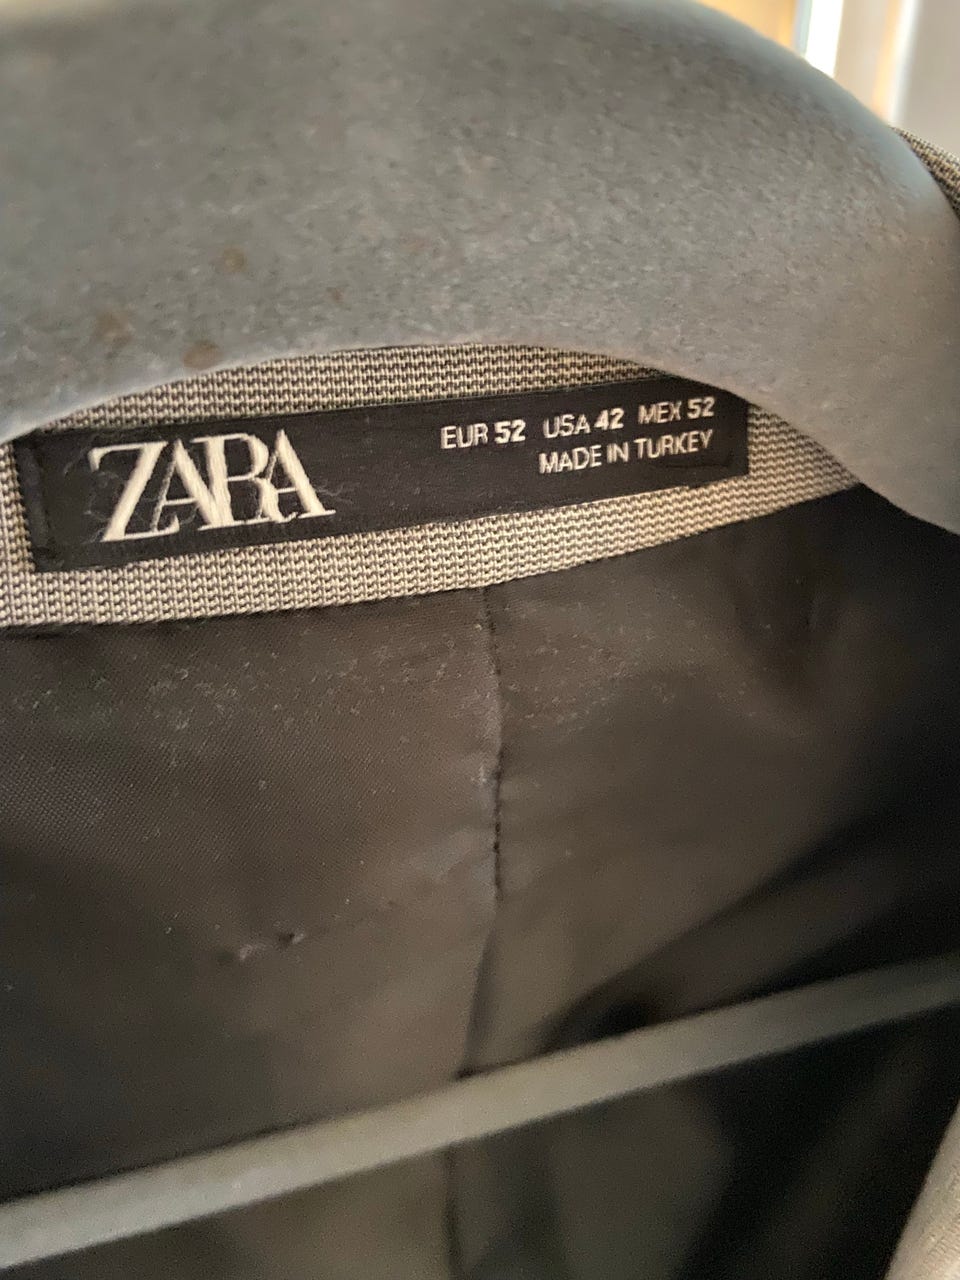 ZARA
EUR 52 USA 42 MEX 52
MADE IN TURKEY